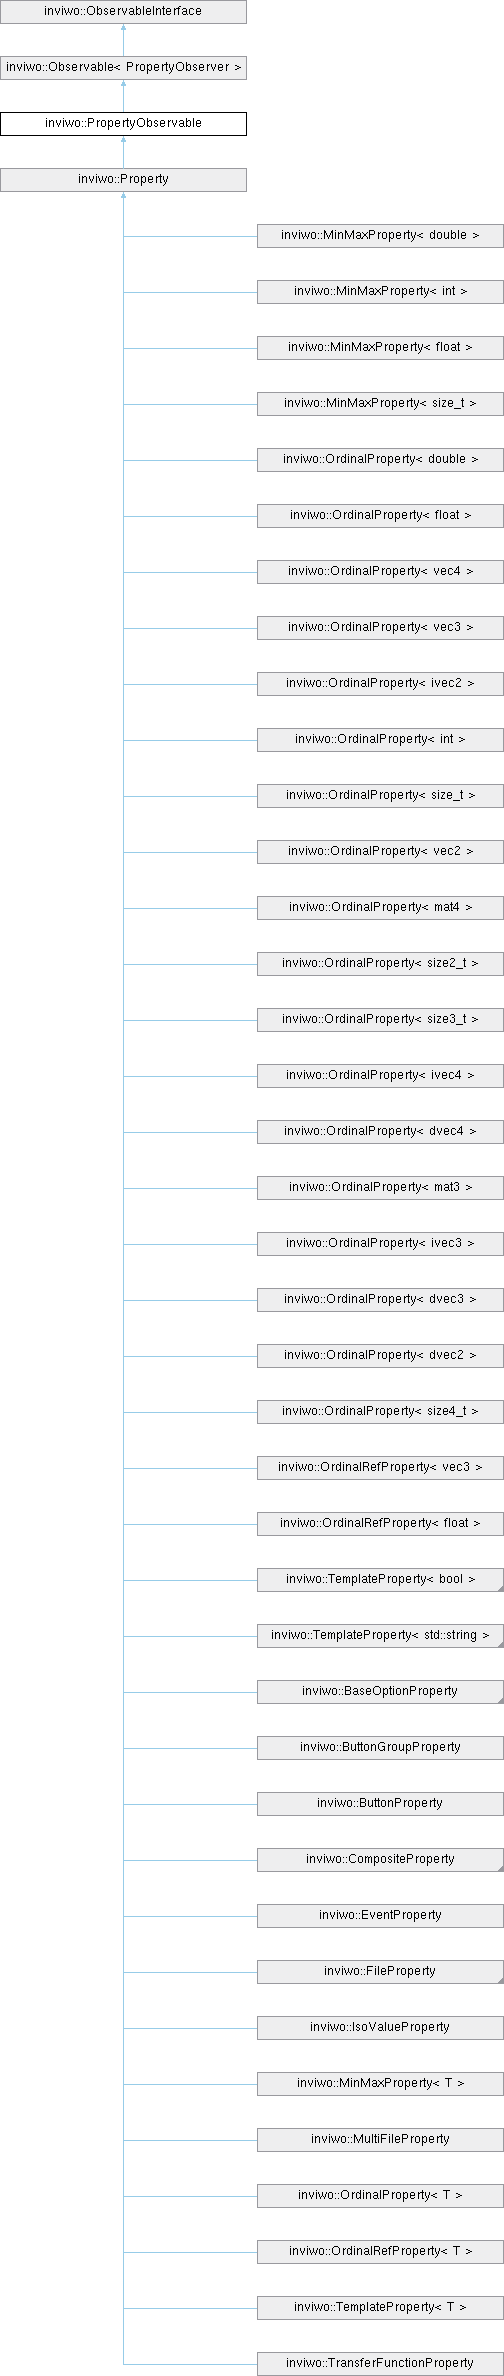 inviwo::ObservableInterface
inviwo::Observable< PropertyObserver >
inviwo::PropertyObservable
inviwo::Property
inviwo::MinMaxProperty< double >
inviwo::MinMaxProperty< int >
inviwo::MinMaxProperty< float >
inviwo::MinMaxProperty< size_t >
inviwo::OrdinalProperty< double >
inviwo::OrdinalProperty< float >
inviwo::OrdinalProperty< vec4 >
inviwo::OrdinalProperty< vec3 >
inviwo::OrdinalProperty< ivec2 >
inviwo::OrdinalProperty< int >
inviwo::OrdinalProperty< size_t >
inviwo::OrdinalProperty< vec2 >
inviwo::OrdinalProperty< mat4 >
inviwo::OrdinalProperty< size2_t >
inviwo::OrdinalProperty< size3_t >
inviwo::OrdinalProperty< ivec4 >
inviwo::OrdinalProperty< dvec4 >
inviwo::OrdinalProperty< mat3 >
inviwo::OrdinalProperty< ivec3 >
inviwo::OrdinalProperty< dvec3 >
inviwo::OrdinalProperty< dvec2 >
inviwo::OrdinalProperty< size4_t >
inviwo::OrdinalRefProperty< vec3 >
inviwo::OrdinalRefProperty< float >
inviwo::TemplateProperty< bool >
inviwo::TemplateProperty< std::string >
inviwo::BaseOptionProperty
inviwo::ButtonGroupProperty
inviwo::ButtonProperty
inviwo::CompositeProperty
inviwo::EventProperty
inviwo::FileProperty
inviwo::IsoValueProperty
inviwo::MinMaxProperty< T >
inviwo::MultiFileProperty
inviwo::OrdinalProperty< T >
inviwo::OrdinalRefProperty< T >
inviwo::TemplateProperty< T >
inviwo::TransferFunctionProperty